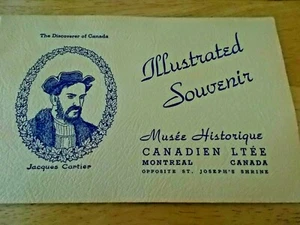 The Discoverer of Canada
Jacques Cartier
Illustrated
Souvenir
Musée Historique
CANADIEN LTÉE
MONTREAL CANADA
OPPOSITE ST. JOSEPH'S SHRINE